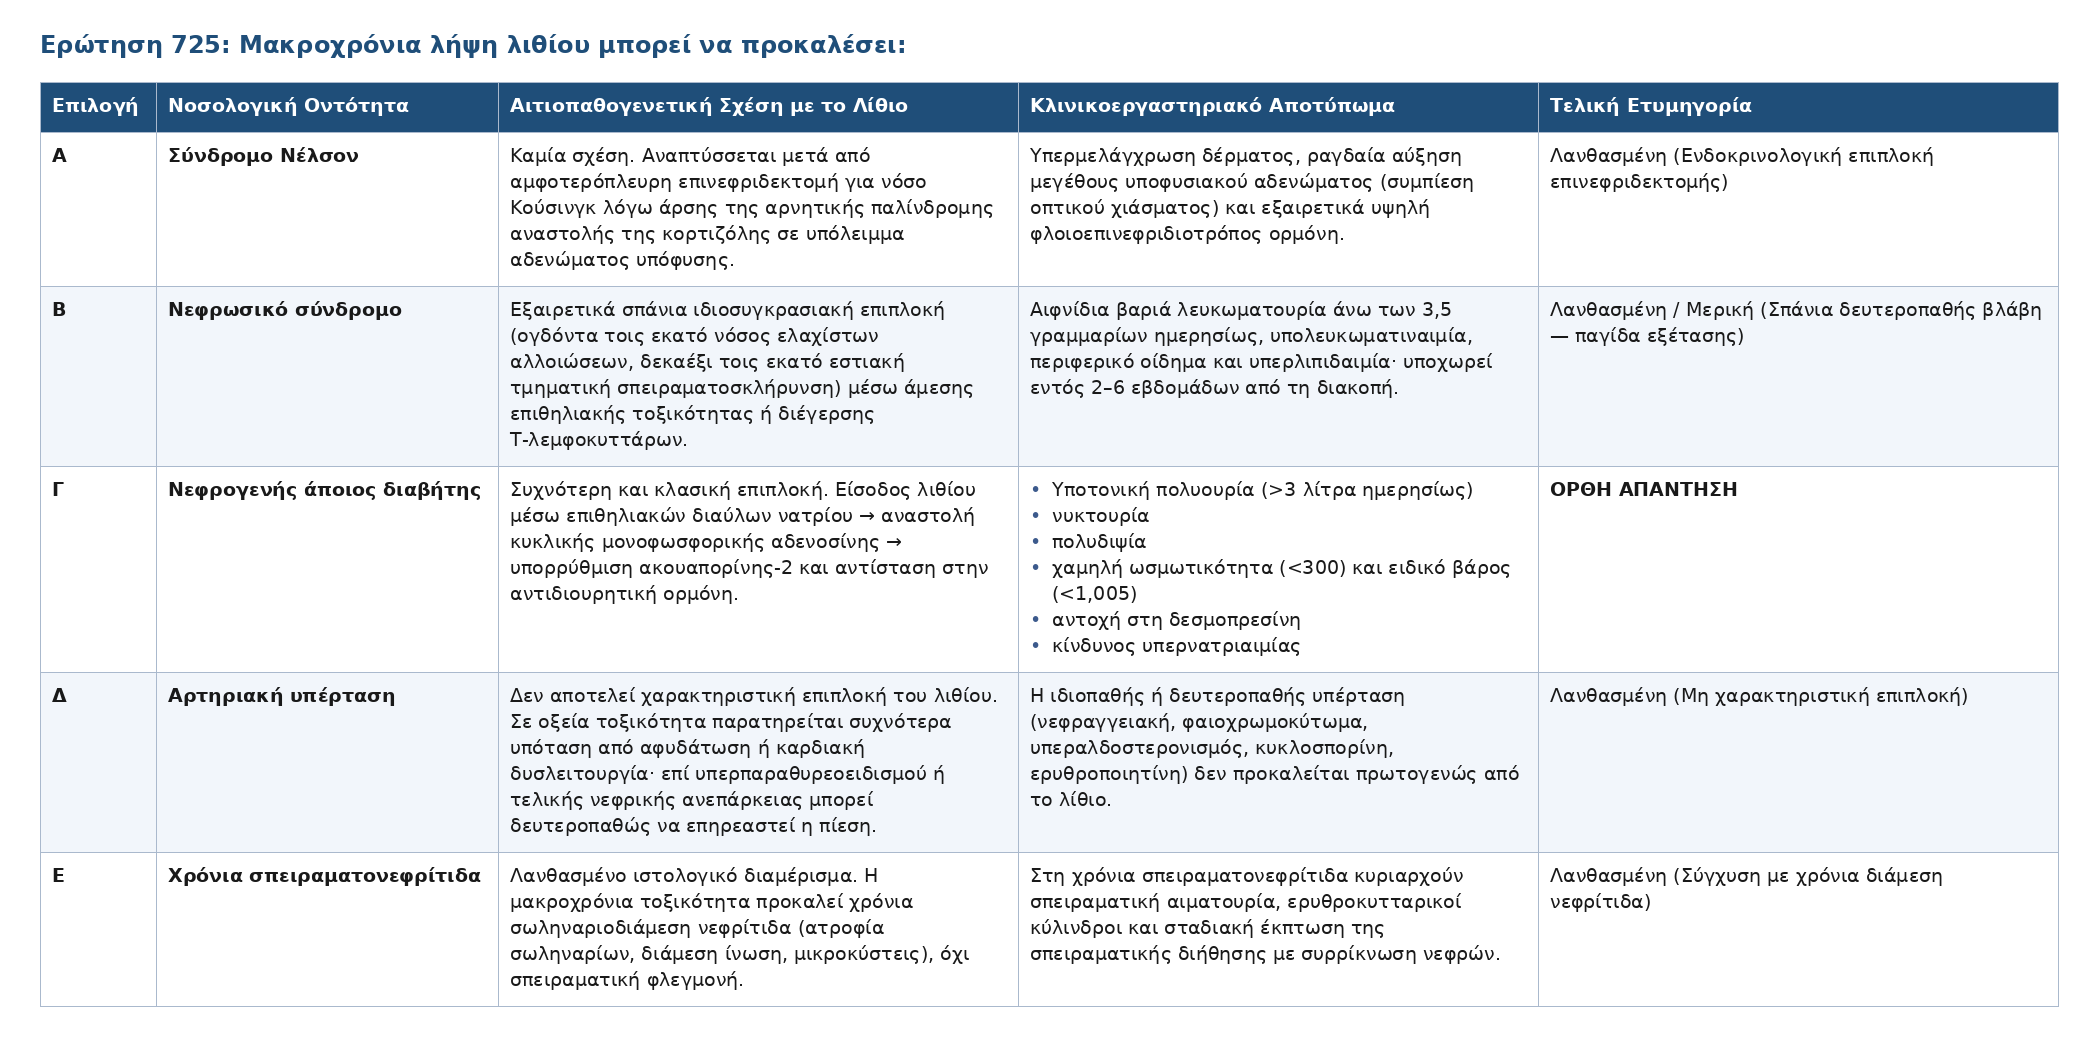 Ερώτηση 725: Μακροχρόνια λήψη λιθίου μπορεί να προκαλέσει:
Επιλογή
Νοσολογική Οντότητα
Αιτιοπαθογενετική Σχέση με το Λίθιο
Κλινικοεργαστηριακό Αποτύπωμα
Τελική Ετυμηγορία
Α
Σύνδρομο Νέλσον
Καμία σχέση. Αναπτύσσεται μετά από
αμφοτερόπλευρη επινεφριδεκτομή για νόσο
Κούσινγκ λόγω άρσης της αρνητικής παλίνδρομης
αναστολής της κορτιζόλης σε υπόλειμμα
αδενώματος υπόφυσης.
Υπερμελάγχρωση δέρματος, ραγδαία αύξηση
μεγέθους υποφυσιακού αδενώματος (συμπίεση
οπτικού χιάσματος) και εξαιρετικά υψηλή
φλοιοεπινεφριδιοτρόπος ορμόνη.
Λανθασμένη (Ενδοκρινολογική επιπλοκή
επινεφριδεκτομής)
Β
Νεφρωσικό σύνδρομο
Εξαιρετικά σπάνια ιδιοσυγκρασιακή επιπλοκή
(ογδόντα τοις εκατό νόσος ελαχίστων
αλλοιώσεων, δεκαέξι τοις εκατό εστιακή
τμηματική σπειραματοσκλήρυνση) μέσω άμεσης
επιθηλιακής τοξικότητας ή διέγερσης
Τ-λεμφοκυττάρων.
Αιφνίδια βαριά λευκωματουρία άνω των 3,5
γραμμαρίων ημερησίως, υπολευκωματιναιμία,
περιφερικό οίδημα και υπερλιπιδαιμία· υποχωρεί
εντός 2–6 εβδομάδων από τη διακοπή.
Λανθασμένη / Μερική (Σπάνια δευτεροπαθής βλάβη
— παγίδα εξέτασης)
Γ
Νεφρογενής άποιος διαβήτης
Συχνότερη και κλασική επιπλοκή. Είσοδος λιθίου
μέσω επιθηλιακών διαύλων νατρίου → αναστολή
κυκλικής μονοφωσφορικής αδενοσίνης →
υπορρύθμιση ακουαπορίνης-2 και αντίσταση στην
αντιδιουρητική ορμόνη.
• Υποτονική πολυουρία (>3 λίτρα ημερησίως)
• νυκτουρία
• πολυδιψία
• χαμηλή ωσμωτικότητα (<300) και ειδικό βάρος
(<1,005)
• αντοχή στη δεσμοπρεσίνη
• κίνδυνος υπερνατριαιμίας
ΟΡΘΗ ΑΠΑΝΤΗΣΗ
Δ
Αρτηριακή υπέρταση
Δεν αποτελεί χαρακτηριστική επιπλοκή του λιθίου.
Σε οξεία τοξικότητα παρατηρείται συχνότερα
υπόταση από αφυδάτωση ή καρδιακή
δυσλειτουργία· επί υπερπαραθυρεοειδισμού ή
τελικής νεφρικής ανεπάρκειας μπορεί
δευτεροπαθώς να επηρεαστεί η πίεση.
Η ιδιοπαθής ή δευτεροπαθής υπέρταση
(νεφραγγειακή, φαιοχρωμοκύτωμα,
υπεραλδοστερονισμός, κυκλοσπορίνη,
ερυθροποιητίνη) δεν προκαλείται πρωτογενώς από
το λίθιο.
Λανθασμένη (Μη χαρακτηριστική επιπλοκή)
Ε
Χρόνια σπειραματονεφρίτιδα
Λανθασμένο ιστολογικό διαμέρισμα. Η
μακροχρόνια τοξικότητα προκαλεί χρόνια
σωληναριοδιάμεση νεφρίτιδα (ατροφία
σωληναρίων, διάμεση ίνωση, μικροκύστεις), όχι
σπειραματική φλεγμονή.
Στη χρόνια σπειραματονεφρίτιδα κυριαρχούν
σπειραματική αιματουρία, ερυθροκυτταρικοί
κύλινδροι και σταδιακή έκπτωση της
σπειραματικής διήθησης με συρρίκνωση νεφρών.
Λανθασμένη (Σύγχυση με χρόνια διάμεση
νεφρίτιδα)